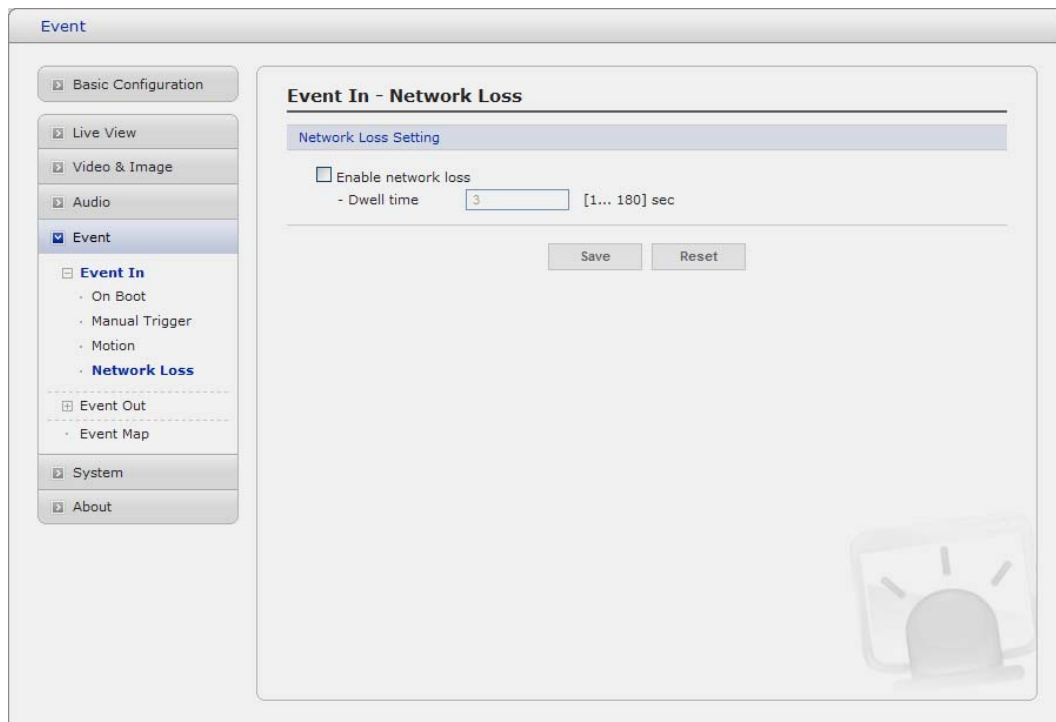 Event
Basic Configuration
Live View
Video & Image
Audio
Event
Event In
On Boot
Manual Trigger
Motion
Network Loss
Event Out
Event Map
System
About
Event In - Network Loss
Network Loss Setting
Enable network loss
- Dwell time 3 [1... 180] sec
Save Reset